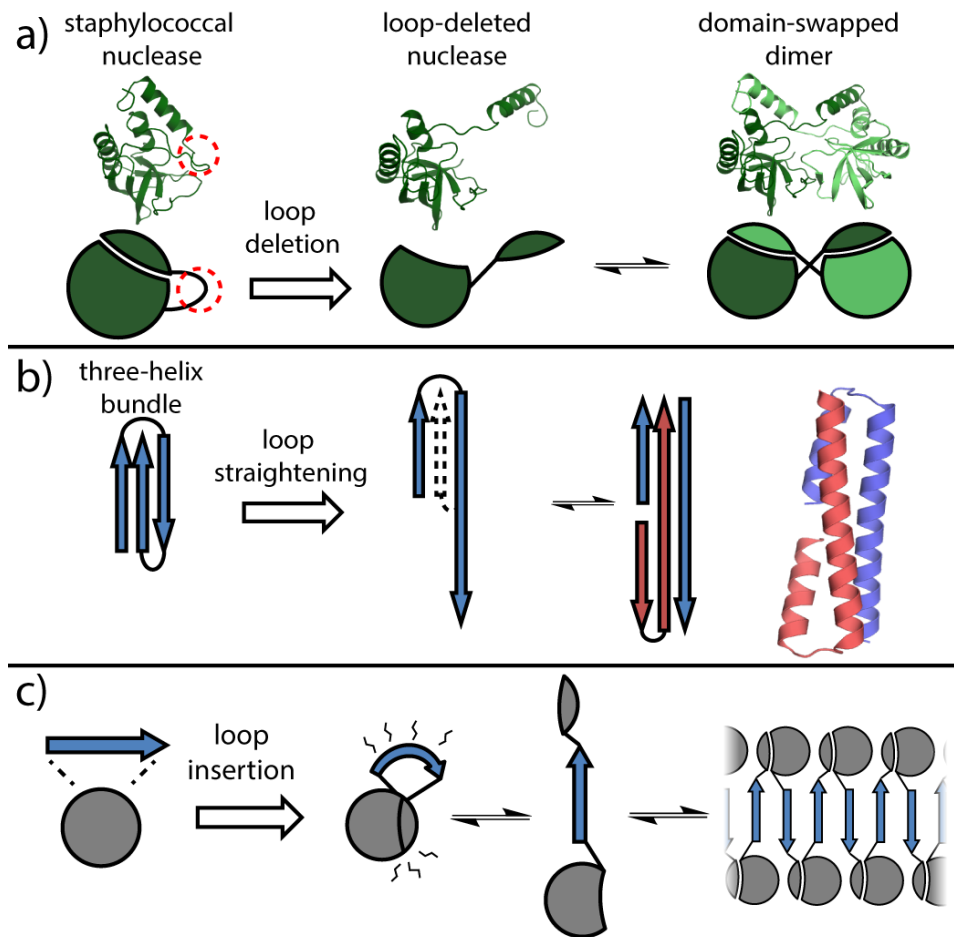 a)
staphylococcal
nuclease
loop-deleted
nuclease
domain-swapped
dimer
loop
deletion
b)
three-helix
bundle
loop
straightening
c)
loop
insertion